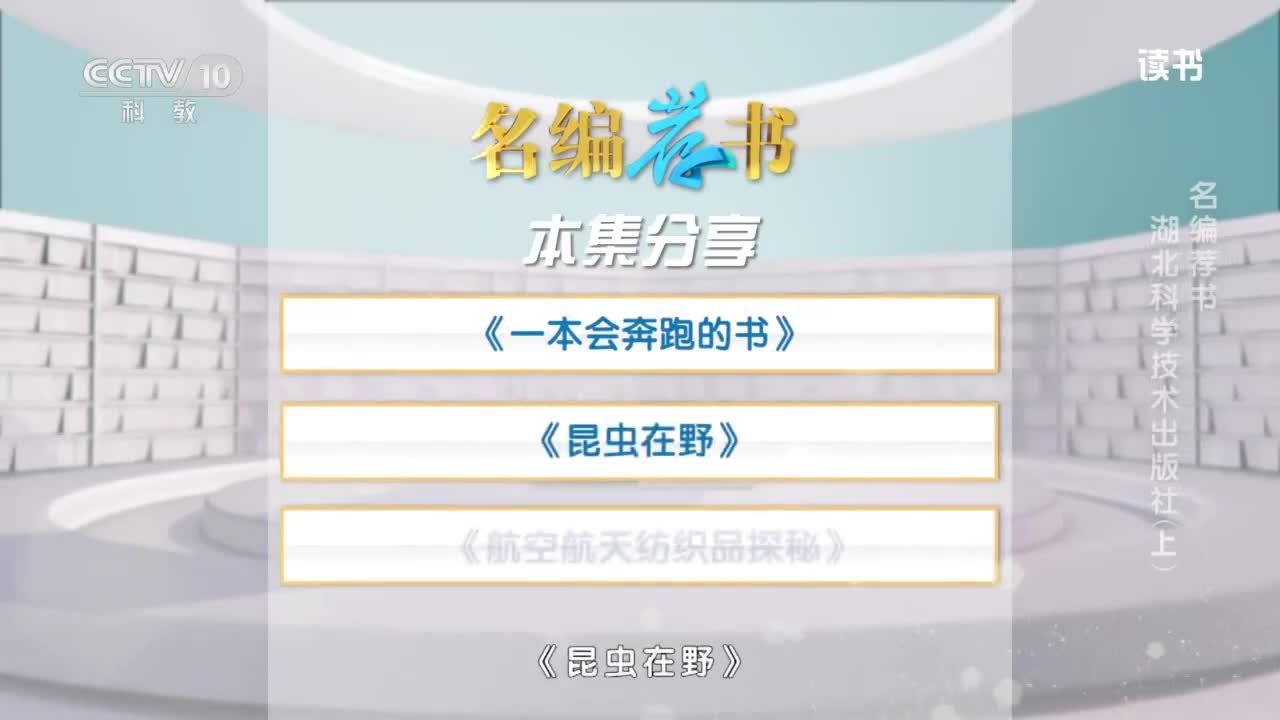 CCTV 10
科教
读书
名编荐书
本集分享
《一本会奔跑的书》
《昆虫在野》
《航空航天纺织品探秘》
《昆虫在野》
名编荐书
湖北科学技术出版社(上)